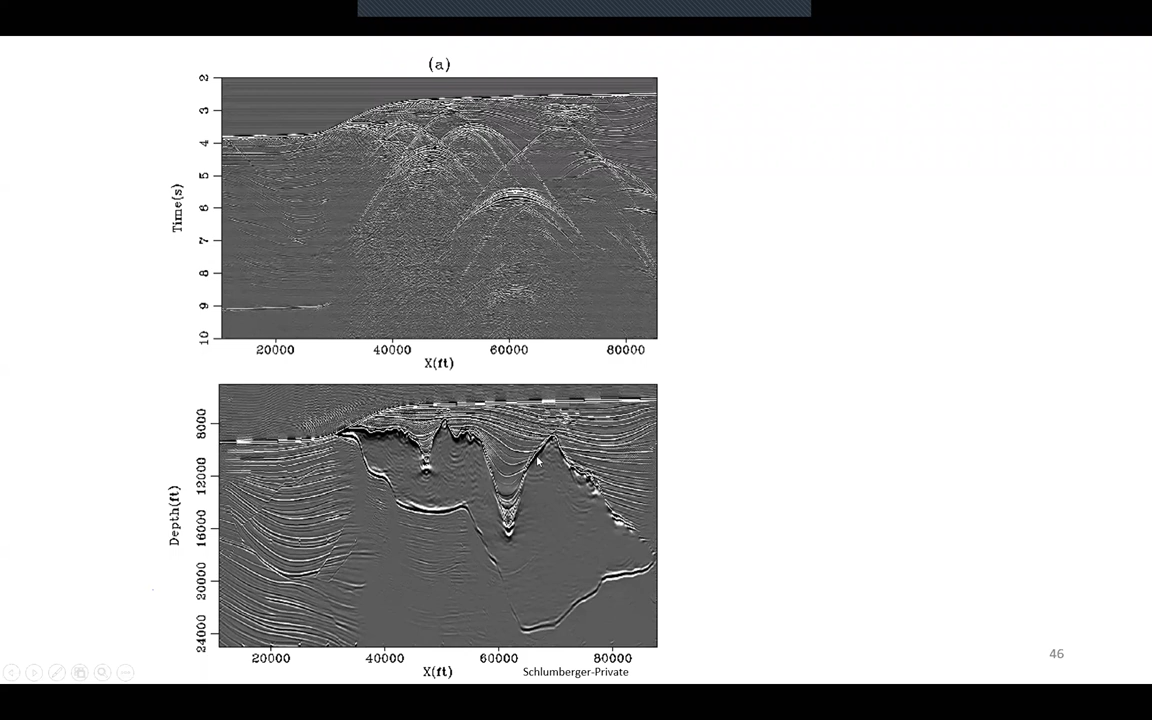 (a)
2
3
4
5
6
7
8
9
10
Time(s)
20000 40000 60000 80000
X(ft)
8000
12000
16000
20000
24000
Depth(ft)
20000 40000 60000 80000
X(ft)
Schlumberger-Private
46